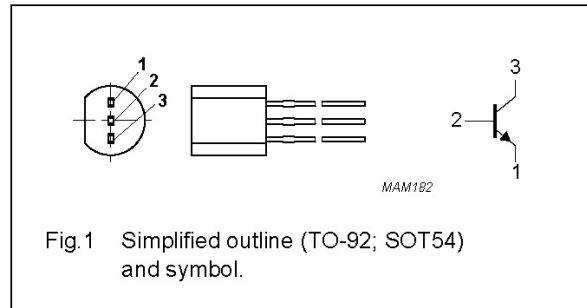 1
2
3
3
2
1
MAM182
Fig.1 Simplified outline (TO-92; SOT54)
and symbol.